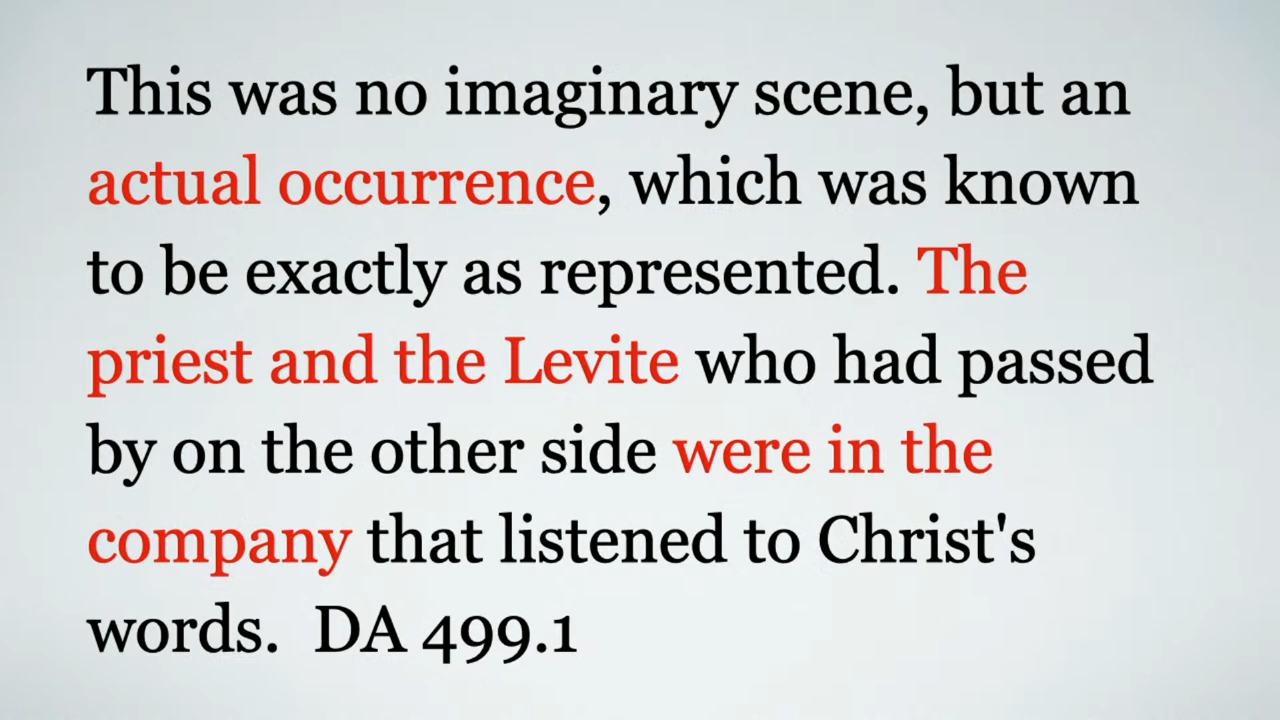 This was no imaginary scene, but an
actual occurrence, which was known
to be exactly as represented. The
priest and the Levite who had passed
by on the other side were in the
company that listened to Christ's
words.  DA 499.1